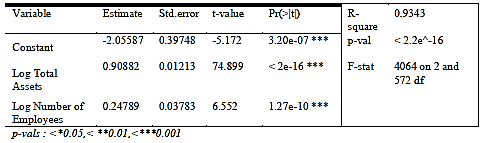 Variable Estimate Std.error t-value Pr(>|t|) R-square 0.9343
Constant -2.05587 0.39748 -5.172 3.20e-07 *** p-val < 2.2e^-16
Log Total Assets 0.90882 0.01213 74.899 < 2e-16 *** F-stat 4064 on 2 and 572 df
Log Number of Employees 0.24789 0.03783 6.552 1.27e-10 ***
p-vals : <*0.05,< **0.01,<***0.001